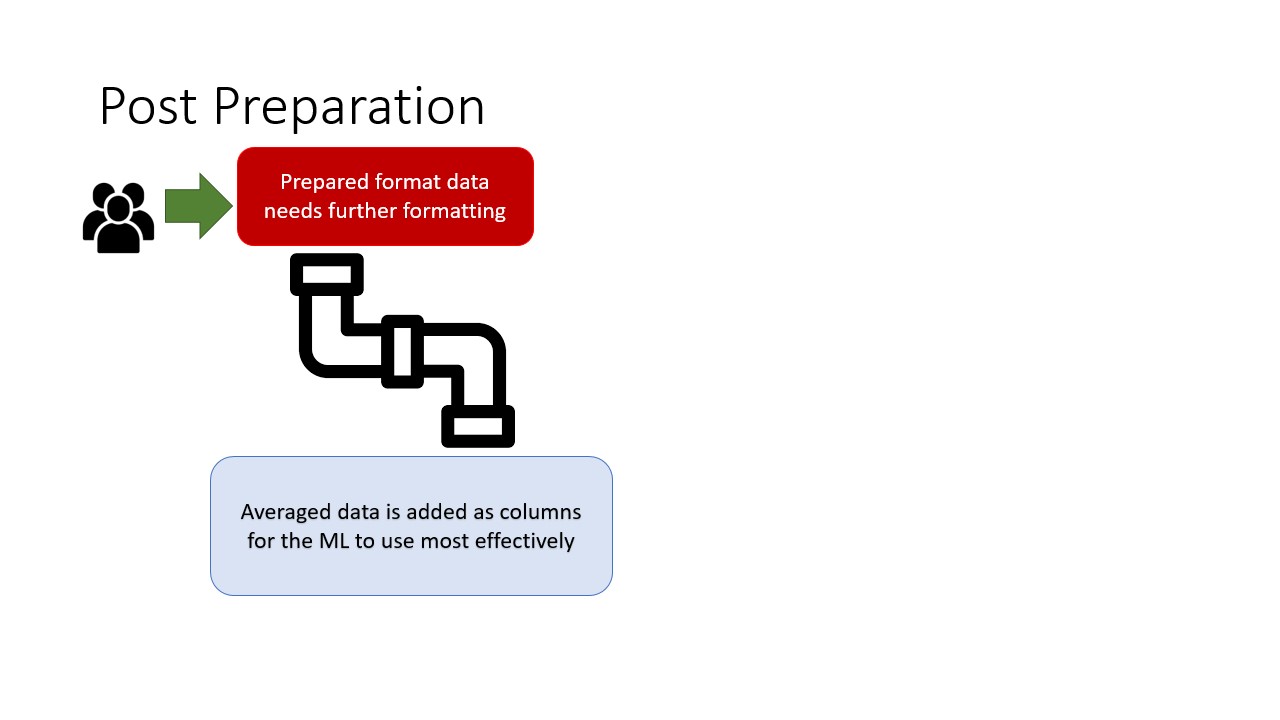 Post Preparation
Prepared format data
needs further formatting
Averaged data is added as columns
for the ML to use most effectively